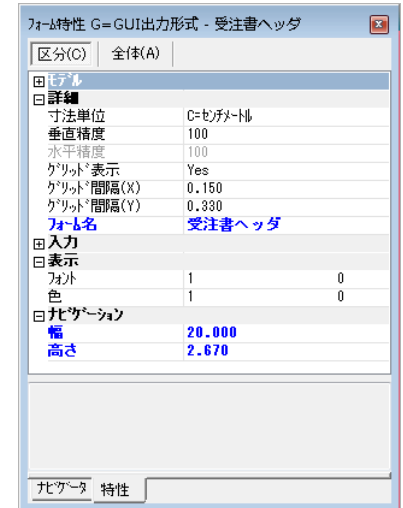 ﾌｫｰﾑ特性 G=GUI出力形式 - 受注書ヘッダ
区分(C) 全体(A)
ﾓﾃﾞﾙ
詳細
寸法単位 C=ｾﾝﾁﾒｰﾄﾙ
垂直精度 100
水平精度 100
ｸﾞﾘｯﾄﾞ表示 Yes
ｸﾞﾘｯﾄﾞ間隔(X) 0.150
ｸﾞﾘｯﾄﾞ間隔(Y) 0.330
ﾌｫｰﾑ名 受注書ヘッダ
入力
表示
ﾌｫﾝﾄ 1 0
色 1 0
ﾅﾋﾞｹﾞｰｼｮﾝ
幅 20.000
高さ 2.670
ﾅﾋﾞｹﾞｰﾀ 特性